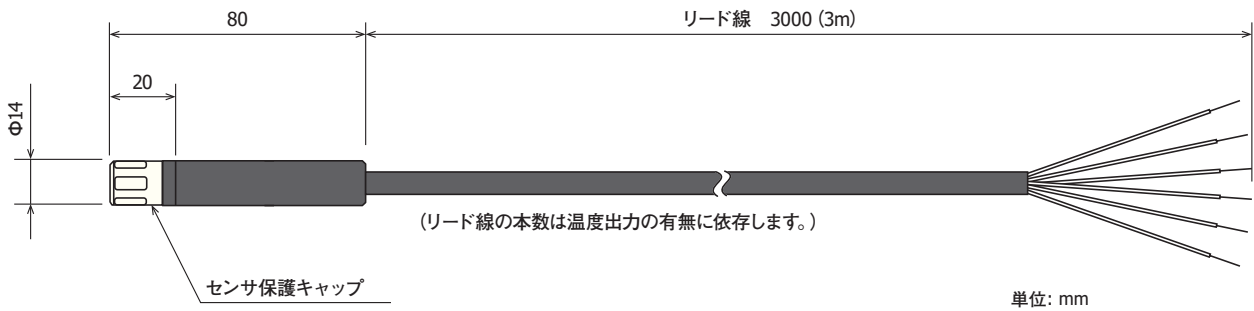 80
リード線 3000 (3m)
20
Φ14
(リード線の本数は温度出力の有無に依存します。)
センサ保護キャップ
単位: mm